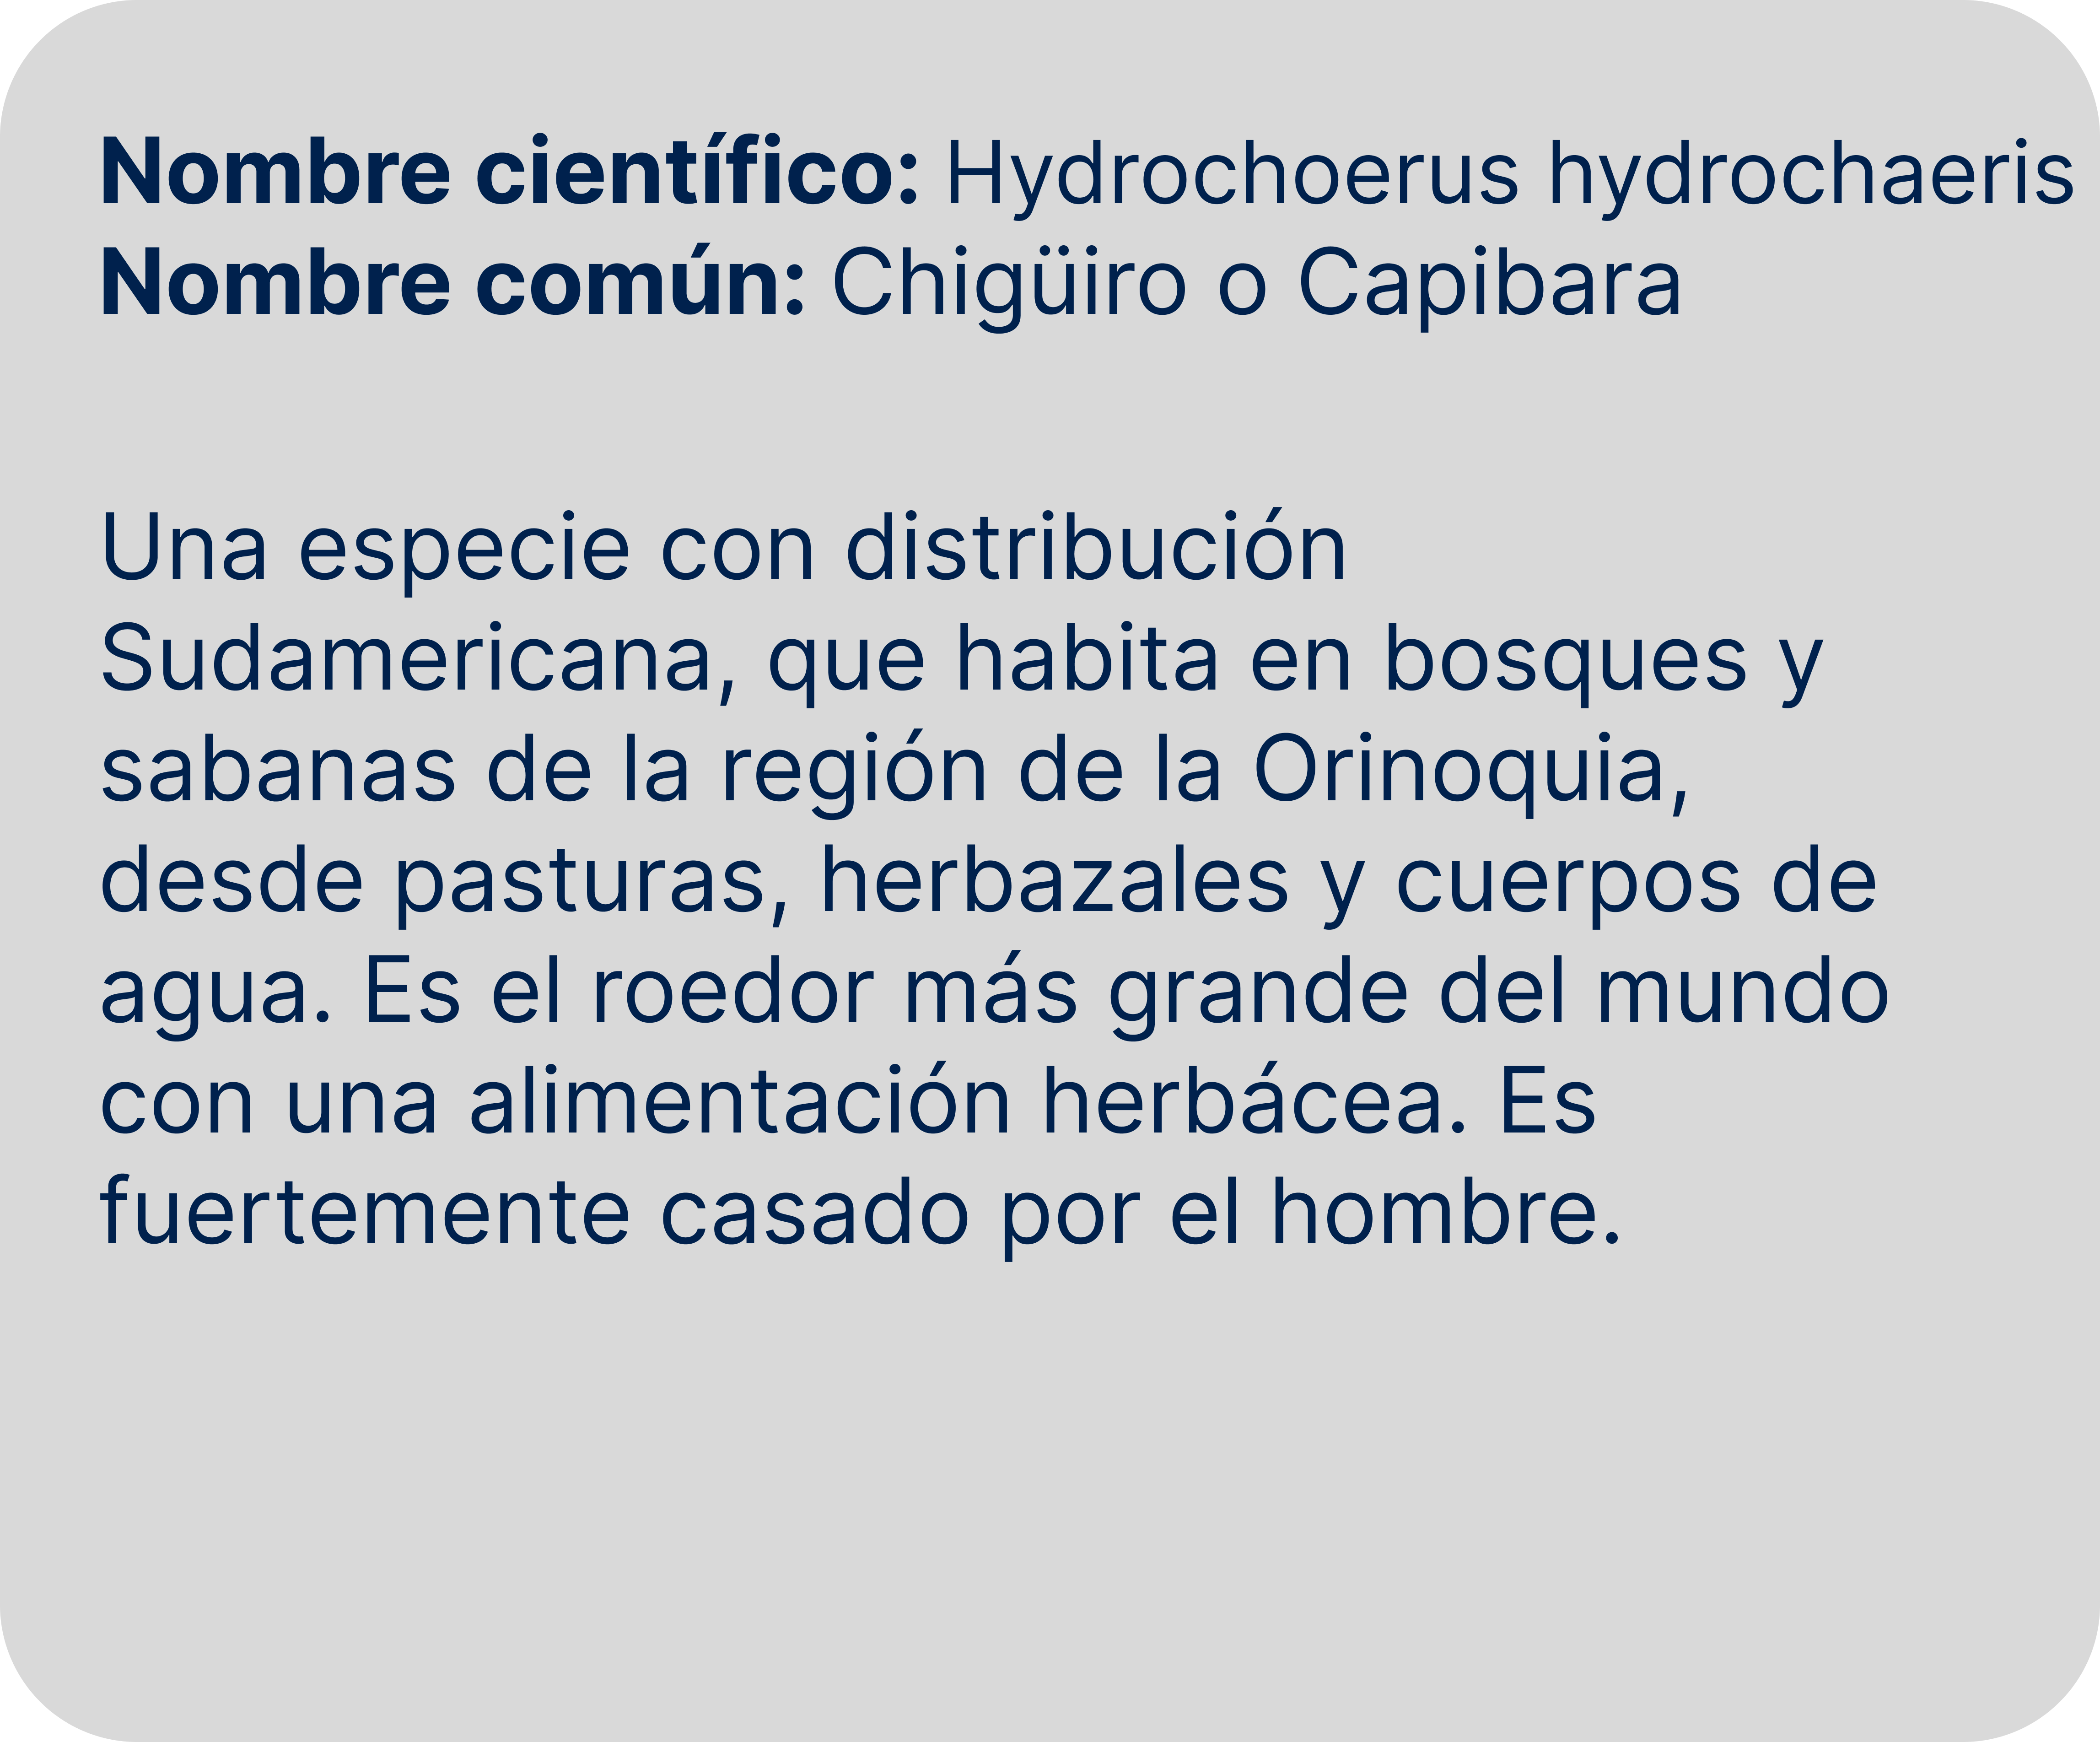 Nombre científico: Hydrochoerus hydrochaeris
Nombre común: Chigüiro o Capibara
Una especie con distribución
Sudamericana, que habita en bosques y
sabanas de la región de la Orinoquia,
desde pasturas, herbazales y cuerpos de
agua. Es el roedor más grande del mundo
con una alimentación herbácea. Es
fuertemente casado por el hombre.